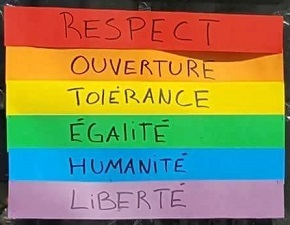 RESPECT
OUVERTURE
TOLÉRANCE
ÉGALITÉ
HUMANITÉ
LIBERTÉ